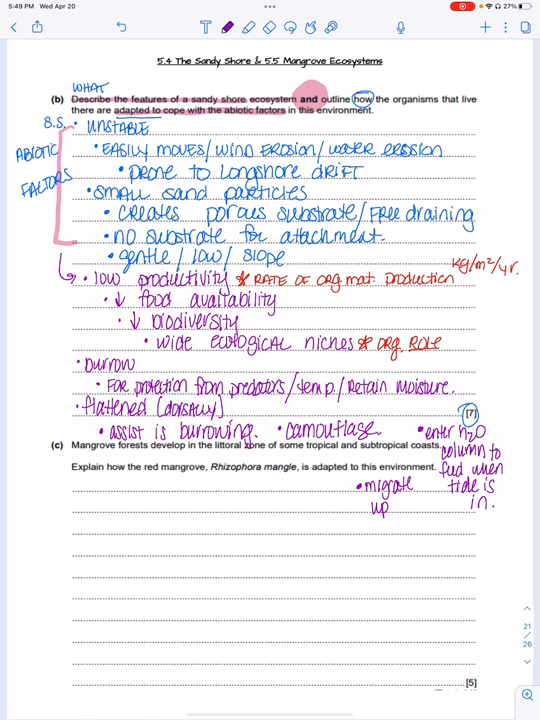 5:49 PM Wed Apr 20
27%
5.4 The Sandy Shore & 5.5 Mangrove Ecosystems
WHAT
(b) Describe the features of a sandy shore ecosystem and outline how the organisms that live
there are adapted to cope with the abiotic factors in this environment.
S.S. • UNSTABLE
ABIOTIC
FACTORS
• EASILY MOVES/WIND EROSION/WATER EROSION
• PRONE TO LONGSHORE DRIFT
• SMALL SAND PARTICLES
• CREATES POROUS SUBSTRATE/FREE DRAINING
• NO SUBSTRATE FOR ATTACHMENT.
• gentle/low/slope
• low productivity * RATE OF ORG. MAT. PRODUCTION kg/m²/yr.
• ↓ food availability
• ↓ biodiversity
• WIDE ECOLOGICAL NICHES * ORG. ROLE
• burrow
• FOR PROTECTION FROM PREDATORS/TEMP/RETAIN MOISTURE.
• flattened (DORSALLY)
[7]
• assist is burrowing. • camouflage • enter H2O
column to
feed when
tide is
in.
• migrate
up
(c) Mangrove forests develop in the littoral zone of some tropical and subtropical coasts.
Explain how the red mangrove, Rhizophora mangle, is adapted to this environment.
[5]
21
/
26